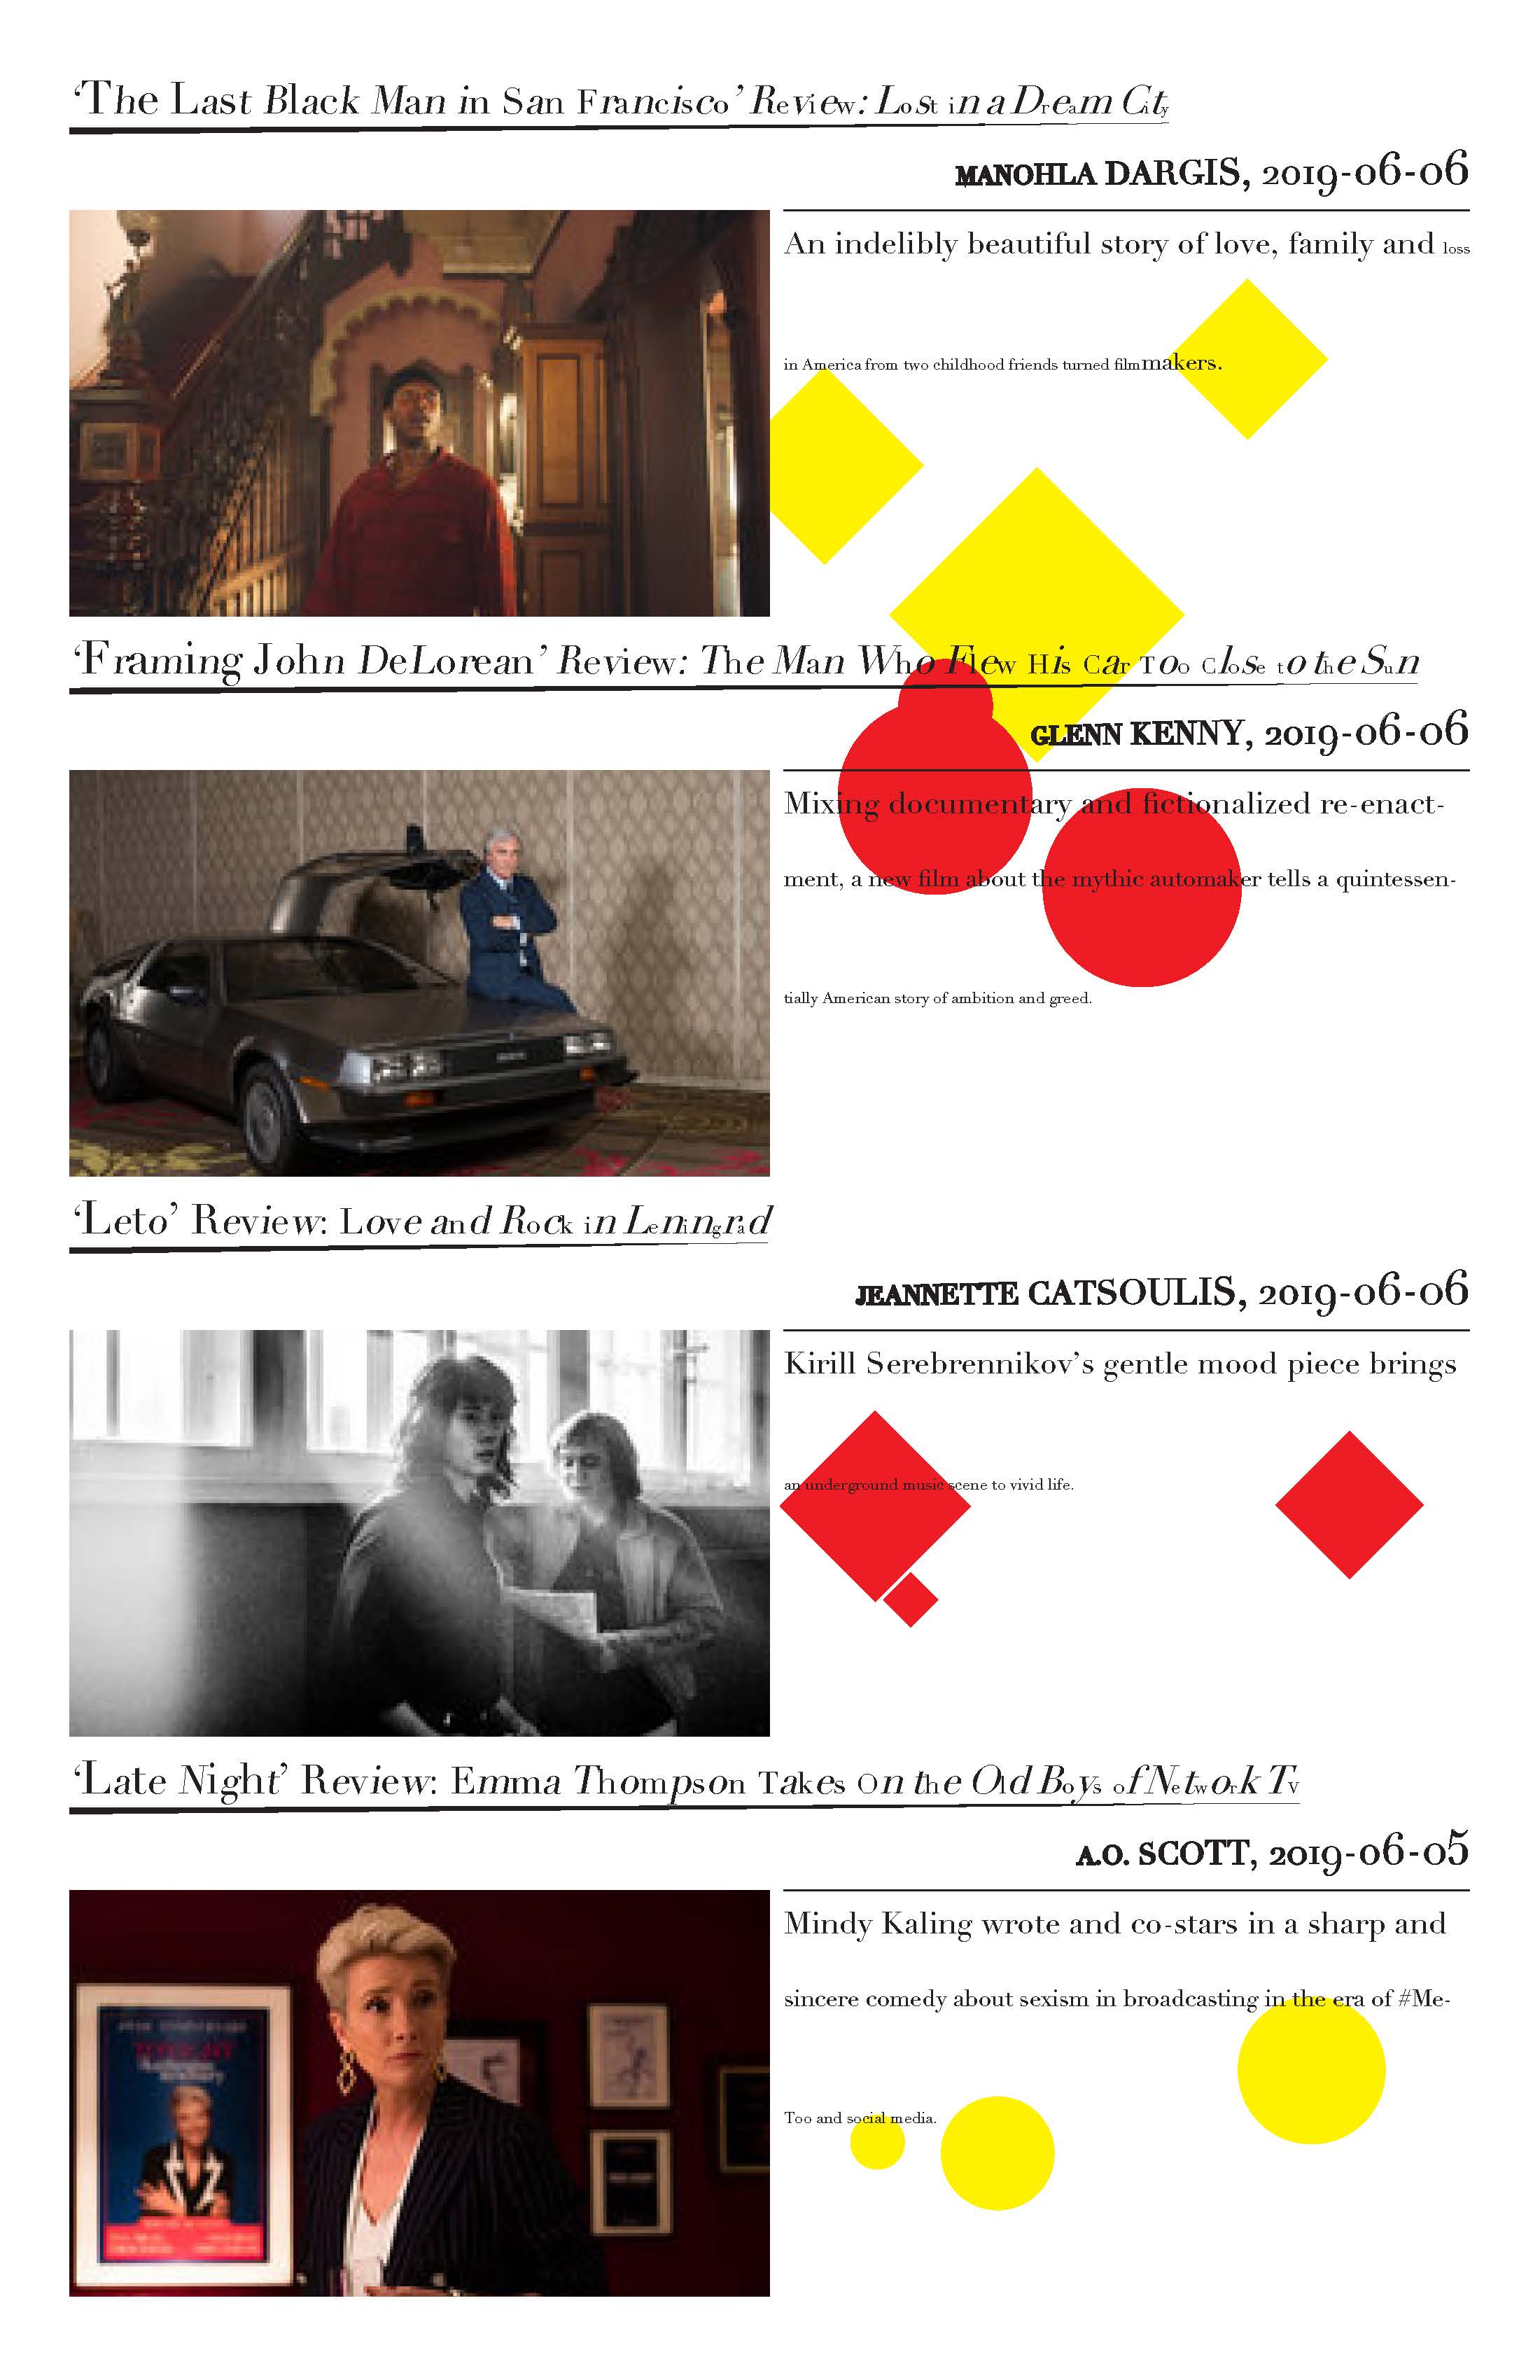 ‘The Last Black Man in San Francisco’ Review: Lost in a Dream City
MANOHLA DARGIS, 2019-06-06
An indelibly beautiful story of love, family and loss
in America from two childhood friends turned filmmakers.
‘Framing John DeLorean’ Review: The Man Who Flew His Car Too Close to the Sun
GLENN KENNY, 2019-06-06
Mixing documentary and fictionalized re-enact-
ment, a new film about the mythic automaker tells a quintessen-
tially American story of ambition and greed.
‘Leto’ Review: Love and Rock in Leningrad
JEANNETTE CATSOULIS, 2019-06-06
Kirill Serebrennikov’s gentle mood piece brings
an underground music scene to vivid life.
‘Late Night’ Review: Emma Thompson Takes On the Old Boys of Network TV
A.O. SCOTT, 2019-06-05
Mindy Kaling wrote and co-stars in a sharp and
sincere comedy about sexism in broadcasting in the era of #Me-
Too and social media.